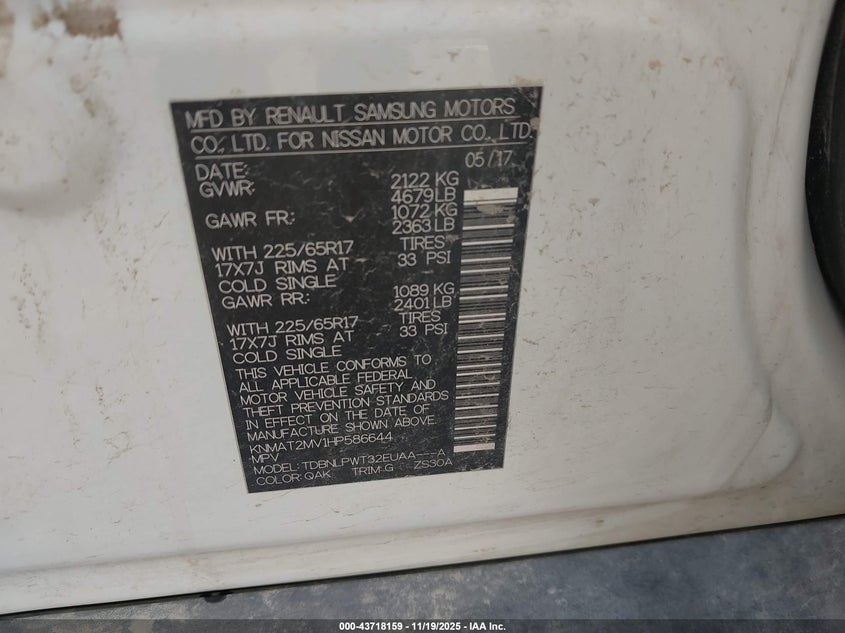 MFD BY RENAULT SAMSUNG MOTORS
CO., LTD. FOR NISSAN MOTOR CO., LTD.
DATE: 05/17
GVWR: 2122 KG
4679LB
GAWR FR: 1072 KG
2363LB
WITH 225/65R17 TIRES
17X7J RIMS AT 33 PSI
COLD SINGLE
GAWR RR: 1089 KG
2401LB
WITH 225/65R17 TIRES
17X7J RIMS AT 33 PSI
COLD SINGLE
THIS VEHICLE CONFORMS TO
ALL APPLICABLE FEDERAL
MOTOR VEHICLE SAFETY AND
THEFT PREVENTION STANDARDS
IN EFFECT ON THE DATE OF
MANUFACTURE SHOWN ABOVE.
KNMAT2MV1HP586644
MPV
MODEL: TDBNLPWT32EUAA---A
COLOR: QAK TRIM:G ZS30A
000-43718159 - 11/19/2025 - IAA Inc.